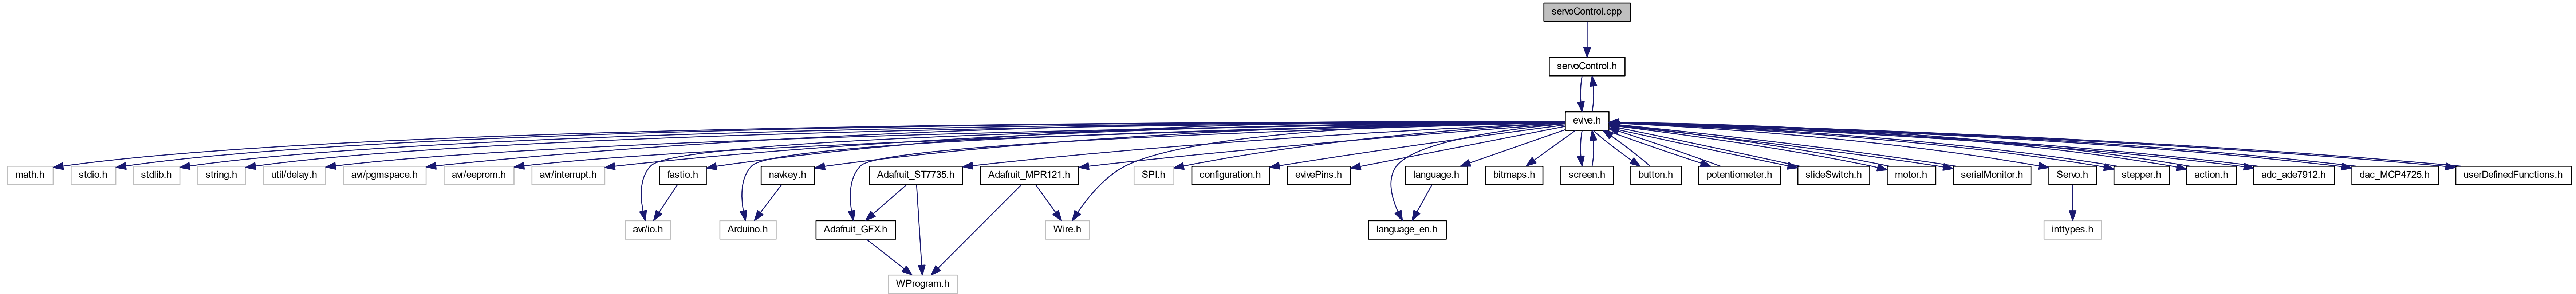 servoControl.cpp
servoControl.h
evive.h
math.h
stdio.h
stdlib.h
string.h
util/delay.h
avr/pgmspace.h
avr/eeprom.h
avr/interrupt.h
fastio.h
navkey.h
Adafruit_ST7735.h
Adafruit_MPR121.h
SPI.h
configuration.h
evivePins.h
language.h
bitmaps.h
screen.h
button.h
potentiometer.h
slideSwitch.h
motor.h
serialMonitor.h
Servo.h
stepper.h
action.h
adc_ade7912.h
dac_MCP4725.h
userDefinedFunctions.h
avr/io.h
Arduino.h
Adafruit_GFX.h
Wire.h
language_en.h
inttypes.h
WProgram.h